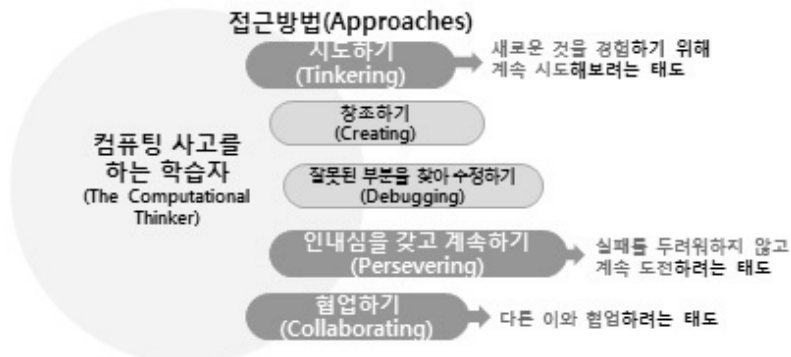 접근방법(Approaches)
시도하기
(Tinkering)
새로운 것을 경험하기 위해
계속 시도해보려는 태도
창조하기
(Creating)
컴퓨팅 사고를
하는 학습자
(The Computational
Thinker)
잘못된 부분을 찾아 수정하기
(Debugging)
인내심을 갖고 계속하기
(Persevering)
실패를 두려워하지 않고
계속 도전하려는 태도
협업하기
(Collaborating)
다른 이와 협업하려는 태도